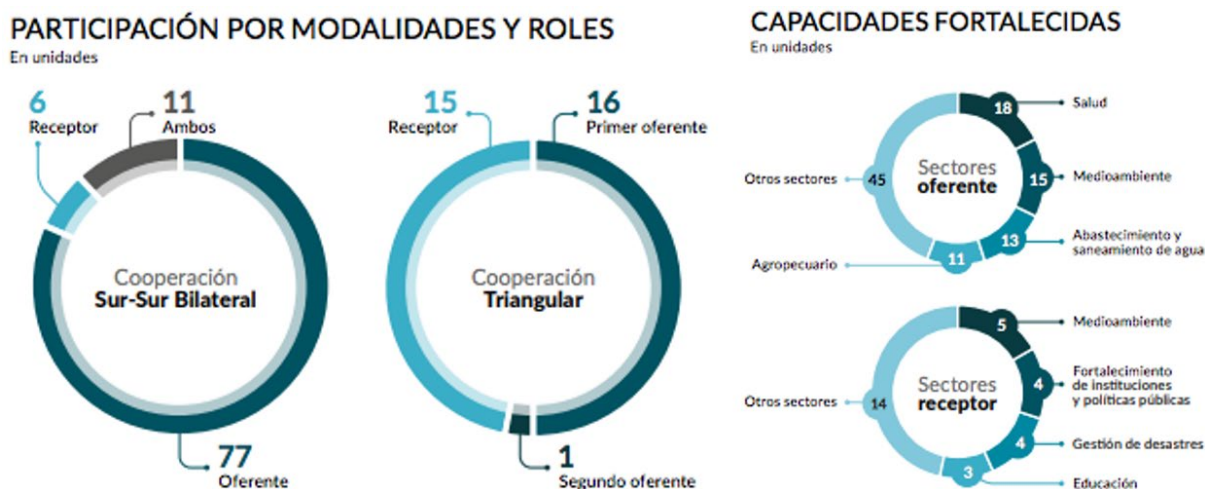 PARTICIPACIÓN POR MODALIDADES Y ROLES
En unidades
6
Receptor
11
Ambos
Cooperación
Sur-Sur Bilateral
77
Oferente
15
Receptor
16
Primer oferente
Cooperación
Triangular
1
Segundo oferente
CAPACIDADES FORTALECIDAS
En unidades
18
Salud
Sectores
oferente
Otros sectores
45
15
Medioambiente
13
Abastecimiento y
saneamiento de agua
Agropecuario
11
5
Medioambiente
Sectores
receptor
4
Fortalecimiento
de instituciones
y políticas públicas
Otros sectores
14
4
Gestión de desastres
3
Educación